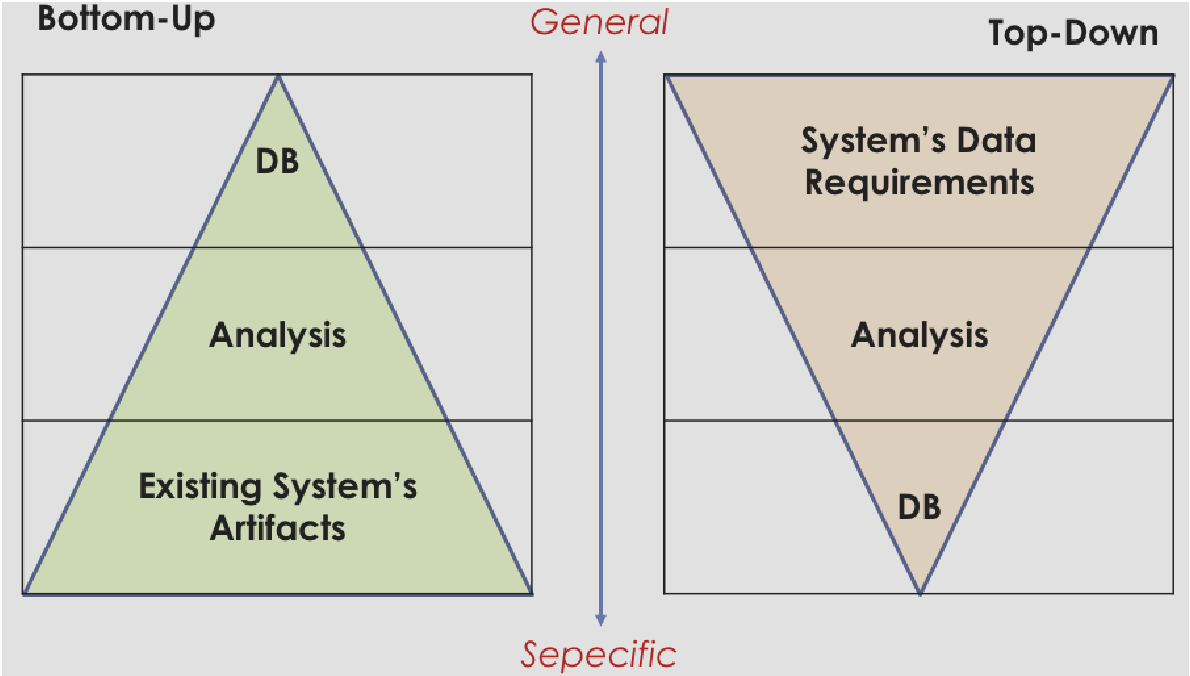 Bottom-Up
General
Top-Down
DB
Analysis
Existing System’s
Artifacts
System’s Data
Requirements
Analysis
DB
Sepecific